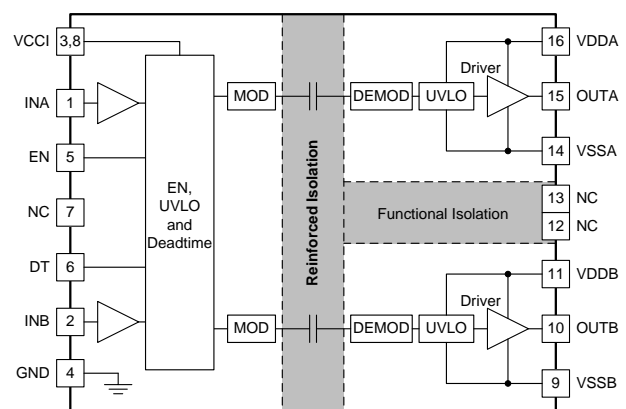 VCCI 3,8
INA 1
EN 5
NC 7
DT 6
INB 2
GND 4
EN,
UVLO
and
Deadtime
MOD
MOD
Reinforced Isolation
DEMOD
UVLO
Driver
16 VDDA
15 OUTA
14 VSSA
Functional Isolation
13 NC
12 NC
11 VDDB
Driver
DEMOD
UVLO
10 OUTB
9 VSSB